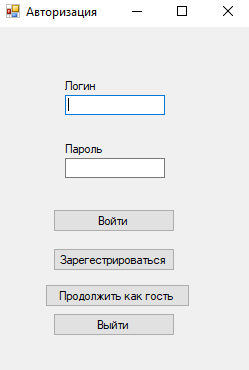 Авторизация
Логин
Пароль
Войти
Зарегестрироваться
Продолжить как гость
Выйти